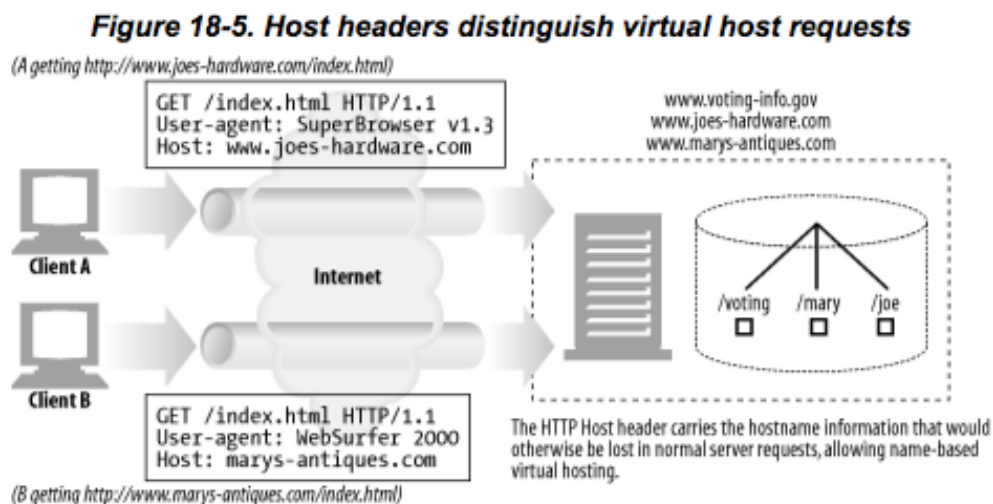 Figure 18-5. Host headers distinguish virtual host requests
(A getting http://www.joes-hardware.com/index.html)
GET /index.html HTTP/1.1
User-agent: SuperBrowser v1.3
Host: www.joes-hardware.com
www.voting-info.gov
www.joes-hardware.com
www.marys-antiques.com
Client A
Internet
/voting
/mary
/joe
Client B
GET /index.html HTTP/1.1
User-agent: WebSurfer 2000
Host: marys-antiques.com
The HTTP Host header carries the hostname information that would
otherwise be lost in normal server requests, allowing name-based
virtual hosting.
(B getting http://www.marys-antiques.com/index.html)